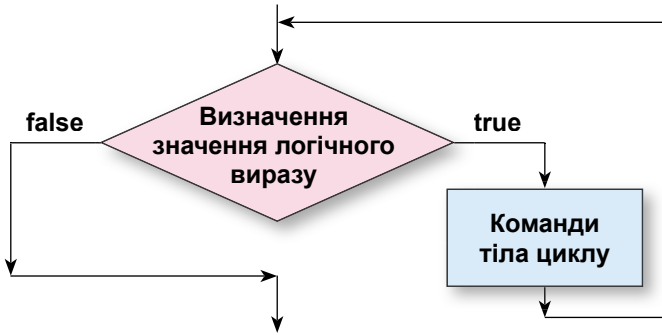 false
Визначення
значення логічного
виразу
true
Команди
тіла циклу